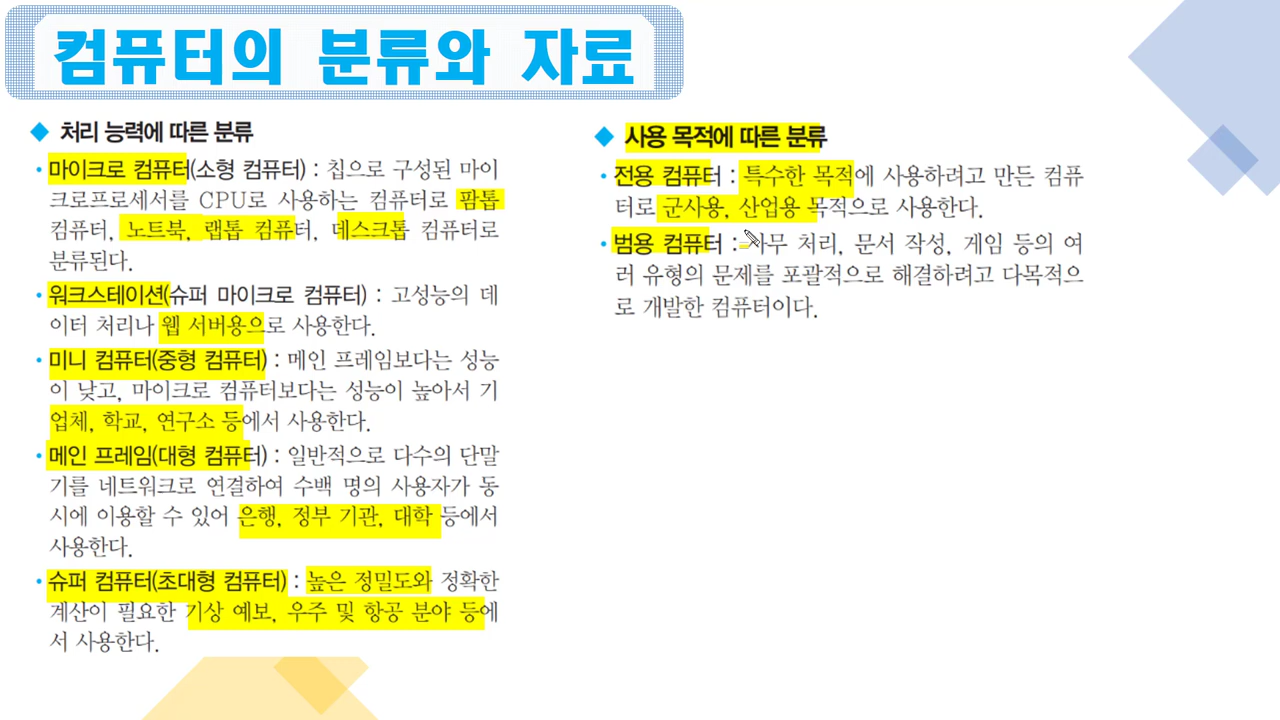 컴퓨터의 분류와 자료
◆ 처리 능력에 따른 분류
• 마이크로 컴퓨터(소형 컴퓨터) : 칩으로 구성된 마이
크로프로세서를 CPU로 사용하는 컴퓨터로 팜톱
컴퓨터, 노트북, 랩톱 컴퓨터, 데스크톱 컴퓨터로
분류된다.
• 워크스테이션(슈퍼 마이크로 컴퓨터) : 고성능의 데
이터 처리나 웹 서버용으로 사용한다.
• 미니 컴퓨터(중형 컴퓨터) : 메인 프레임보다는 성능
이 낮고, 마이크로 컴퓨터보다는 성능이 높아서 기
업체, 학교, 연구소 등에서 사용한다.
• 메인 프레임(대형 컴퓨터) : 일반적으로 다수의 단말
기를 네트워크로 연결하여 수백 명의 사용자가 동
시에 이용할 수 있어 은행, 정부 기관, 대학 등에서
사용한다.
• 슈퍼 컴퓨터(초대형 컴퓨터) : 높은 정밀도와 정확한
계산이 필요한 기상 예보, 우주 및 항공 분야 등에
서 사용한다.
◆ 사용 목적에 따른 분류
• 전용 컴퓨터 : 특수한 목적에 사용하려고 만든 컴퓨
터로 군사용, 산업용 목적으로 사용한다.
• 범용 컴퓨터 : 사무 처리, 문서 작성, 게임 등의 여
러 유형의 문제를 포괄적으로 해결하려고 다목적으
로 개발한 컴퓨터이다.